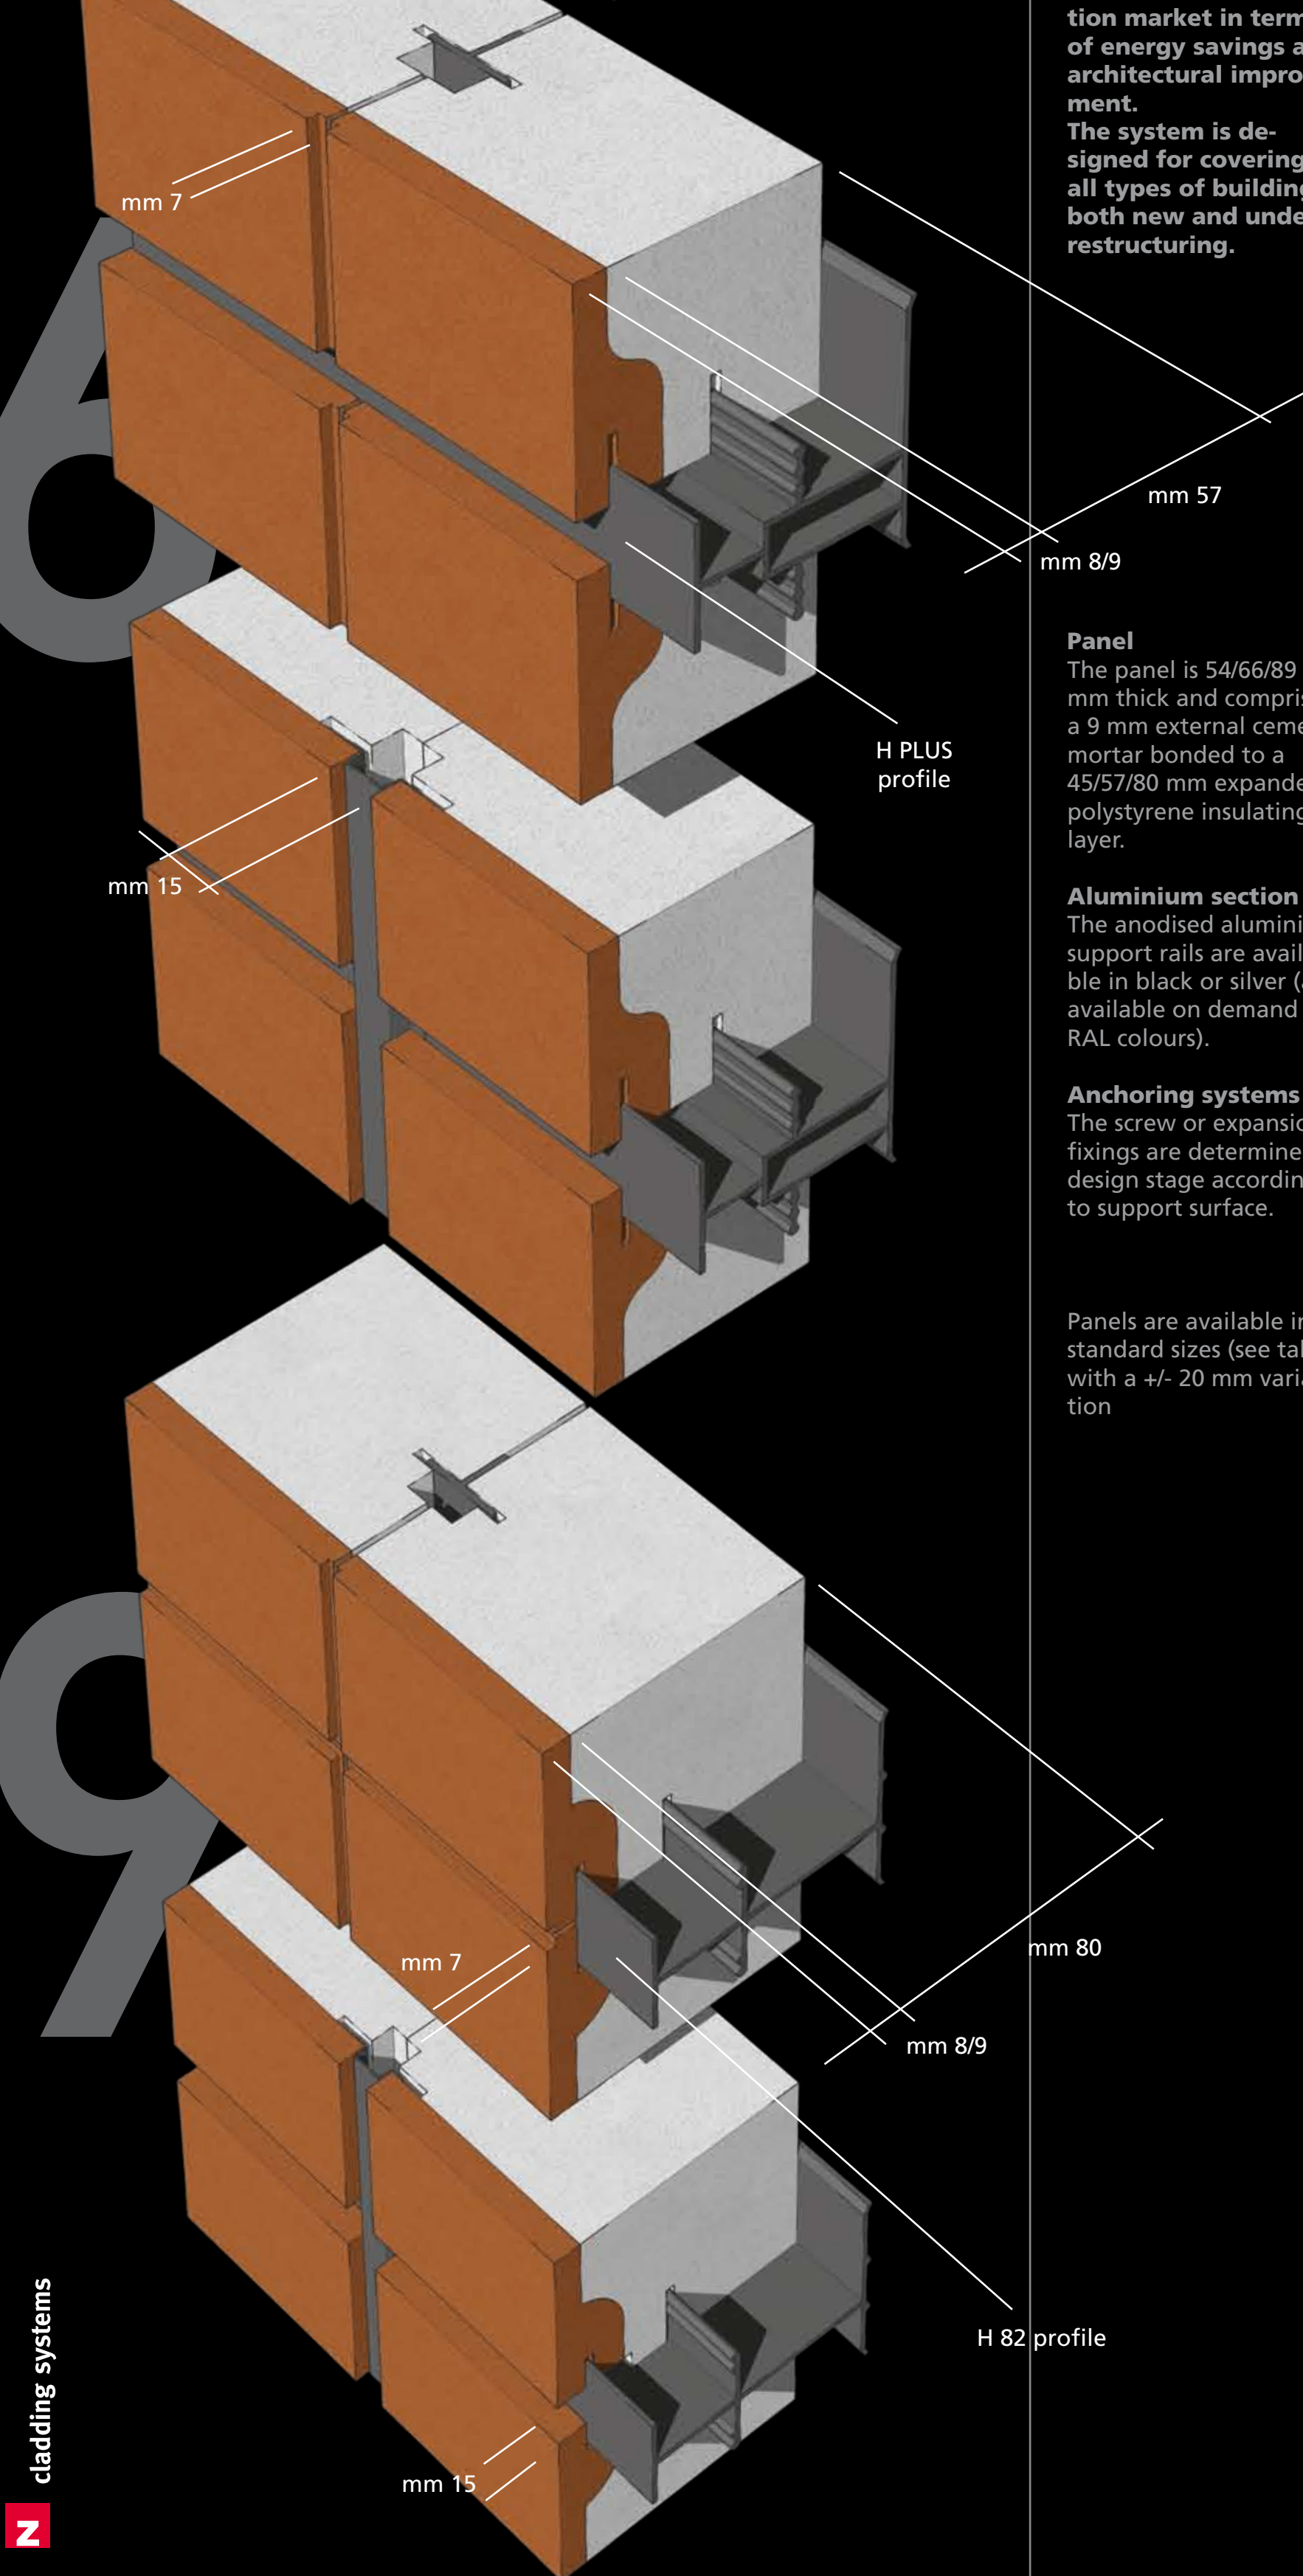 tion market in term
of energy savings a
architectural impro
ment.
The system is de-
signed for covering
all types of building
both new and unde
restructuring.
6
mm 7
mm 57
mm 8/9
H PLUS
profile
mm 15
Panel
The panel is 54/66/89
mm thick and compris
a 9 mm external ceme
mortar bonded to a
45/57/80 mm expande
polystyrene insulating
layer.
Aluminium section
The anodised alumini
support rails are avail
ble in black or silver (
available on demand
RAL colours).
Anchoring systems
The screw or expansio
fixings are determine
design stage accordin
to support surface.
Panels are available in
standard sizes (see tab
with a +/- 20 mm varia
tion
9
mm 7
mm 80
mm 8/9
H 82 profile
mm 15
cladding systems
z